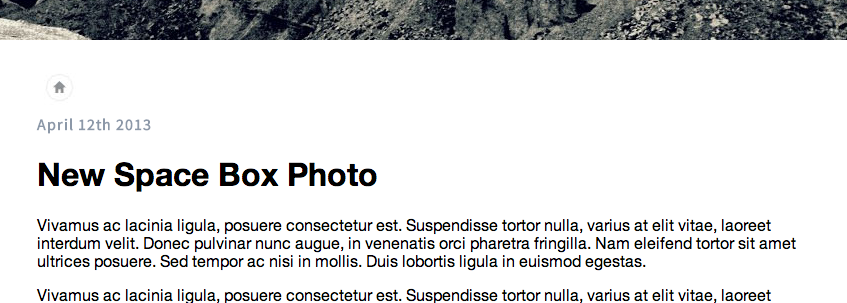 April 12th 2013
New Space Box Photo
Vivamus ac lacinia ligula, posuere consectetur est. Suspendisse tortor nulla, varius at elit vitae, laoreet
interdum velit. Donec pulvinar nunc augue, in venenatis orci pharetra fringilla. Nam eleifend tortor sit amet
ultrices posuere. Sed tempor ac nisi in mollis. Duis lobortis ligula in euismod egestas.
Vivamus ac lacinia ligula, posuere consectetur est. Suspendisse tortor nulla, varius at elit vitae, laoreet